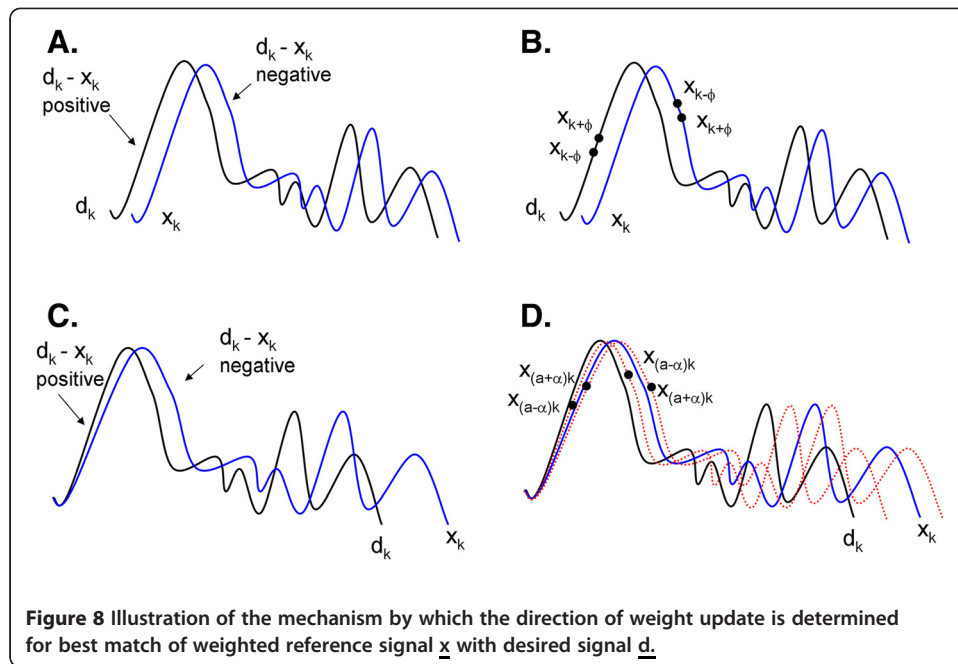 A.
d_k - x_k
positive
d_k - x_k
negative
d_k
x_k
B.
x_{k+ϕ}
x_{k-ϕ}
x_{k-ϕ}
x_{k+ϕ}
d_k
x_k
C.
d_k - x_k
positive
d_k - x_k
negative
d_k
x_k
D.
x_{(a+α)k}
x_{(a-α)k}
x_{(a-α)k}
x_{(a+α)k}
d_k
x_k
Figure 8 Illustration of the mechanism by which the direction of weight update is determined
for best match of weighted reference signal x with desired signal d.